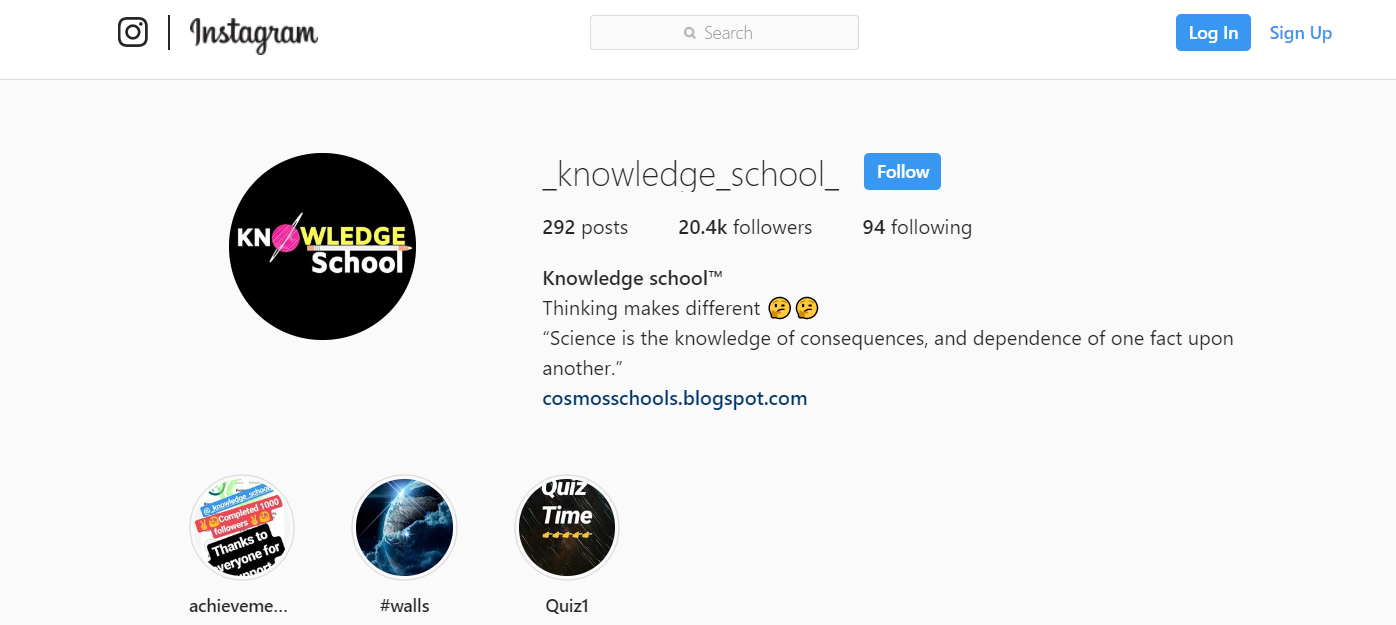 Instagram
Search
Log In
Sign Up
KNOWLEDGE
School
_knowledge_school_
Follow
292 posts 20.4k followers 94 following
Knowledge school™
Thinking makes different 🤔🤔
“Science is the knowledge of consequences, and dependence of one fact upon
another.”
cosmosschools.blogspot.com
@_knowledge_school
Completed 1000
followers
Thanks to
everyone for
support
Quiz
Time
👉👉👉👉👉
achieveme...
#walls
Quiz1